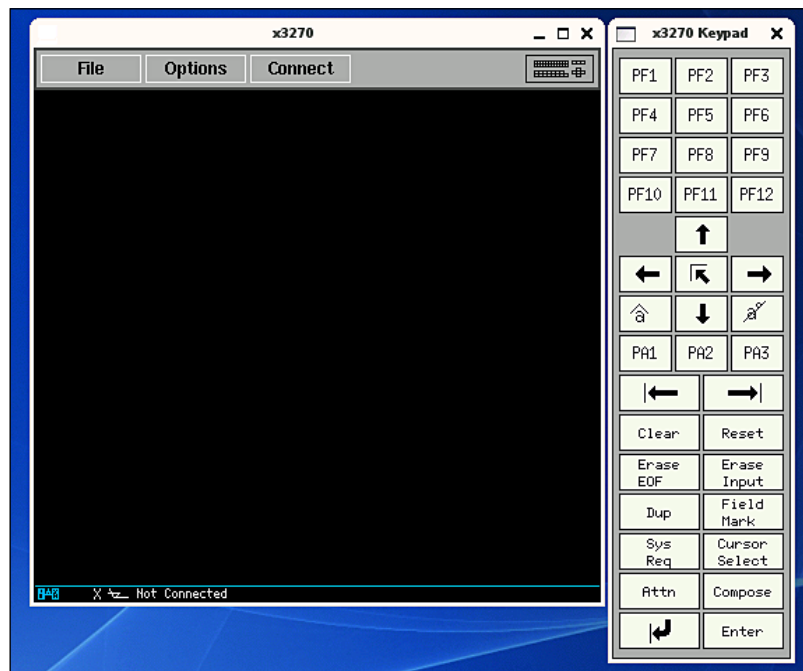 x3270
File Options Connect
X Not Connected
x3270 Keypad
PF1 PF2 PF3
PF4 PF5 PF6
PF7 PF8 PF9
PF10 PF11 PF12
PA1 PA2 PA3
Clear Reset
Erase EOF Erase Input
Dup Field Mark
Sys Req Cursor Select
Attn Compose
Enter